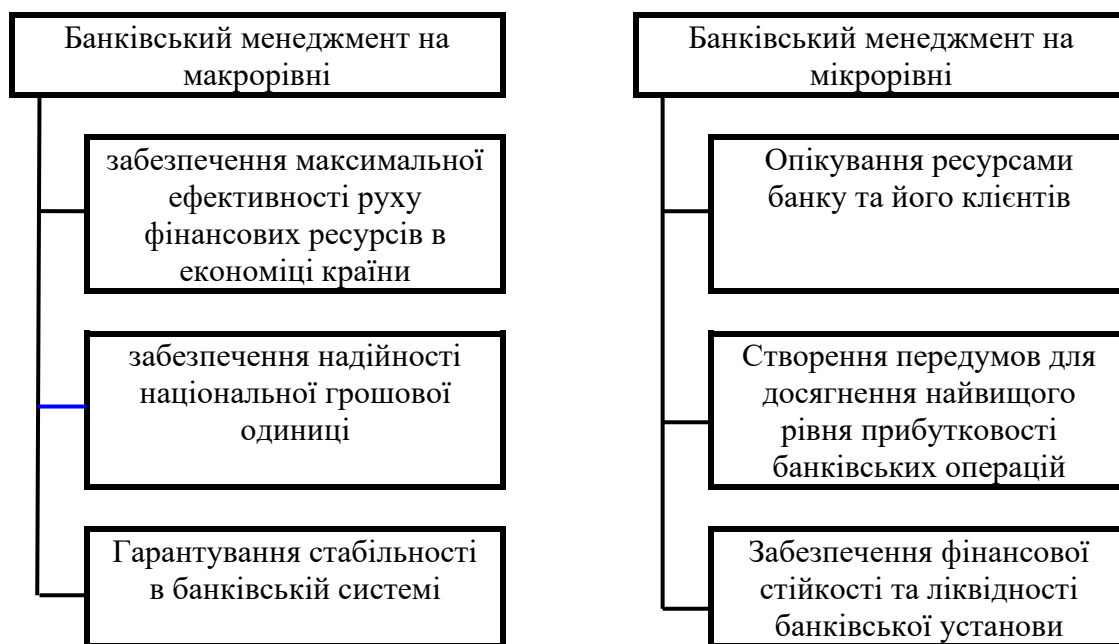 Банківський менеджмент на
макрорівні
забезпечення максимальної
ефективності руху
фінансових ресурсів в
економіці країни
забезпечення надійності
національної грошової
одиниці
Гарантування стабільності
в банківській системі
Банківський менеджмент на
мікрорівні
Опікування ресурсами
банку та його клієнтів
Створення передумов для
досягнення найвищого
рівня прибутковості
банківських операцій
Забезпечення фінансової
стійкості та ліквідності
банківської установи